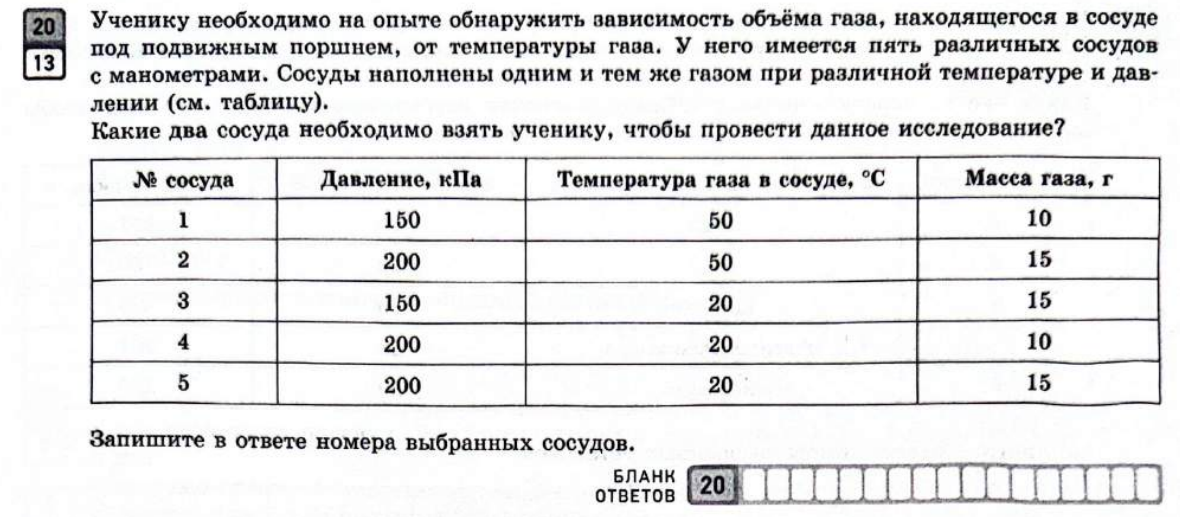 20
13
Ученику необходимо на опыте обнаружить зависимость объёма газа, находящегося в сосуде
под подвижным поршнем, от температуры газа. У него имеется пять различных сосудов
с манометрами. Сосуды наполнены одним и тем же газом при различной температуре и дав-
лении (см. таблицу).
Какие два сосуда необходимо взять ученику, чтобы провести данное исследование?
№ сосуда Давление, кПа Температура газа в сосуде, °С Масса газа, г
1 150 50 10
2 200 50 15
3 150 20 15
4 200 20 10
5 200 20 15
Запишите в ответе номера выбранных сосудов.
БЛАНК
ОТВЕТОВ 20